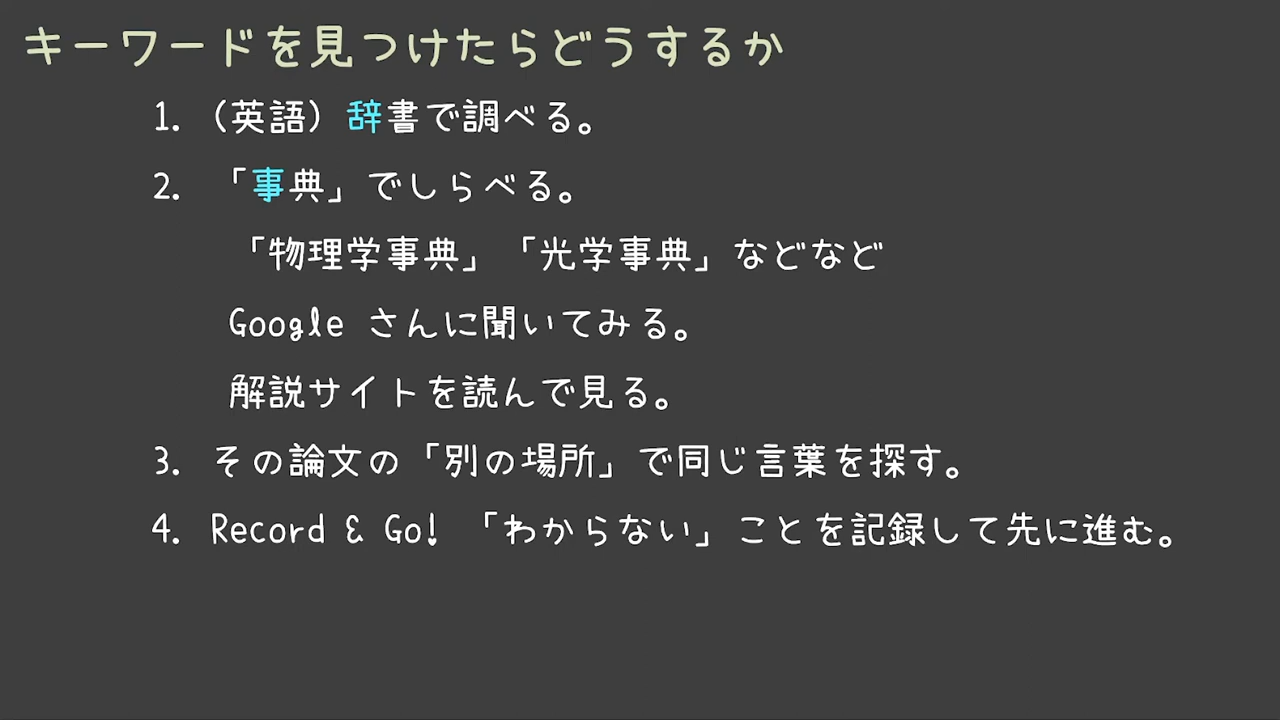 キーワードを見つけたらどうするか
1. （英語）辞書で調べる。
2. 「事典」でしらべる。
「物理学事典」「光学事典」などなど
Google さんに聞いてみる。
解説サイトを読んで見る。
3. その論文の「別の場所」で同じ言葉を探す。
4. Record & Go! 「わからない」ことを記録して先に進む。